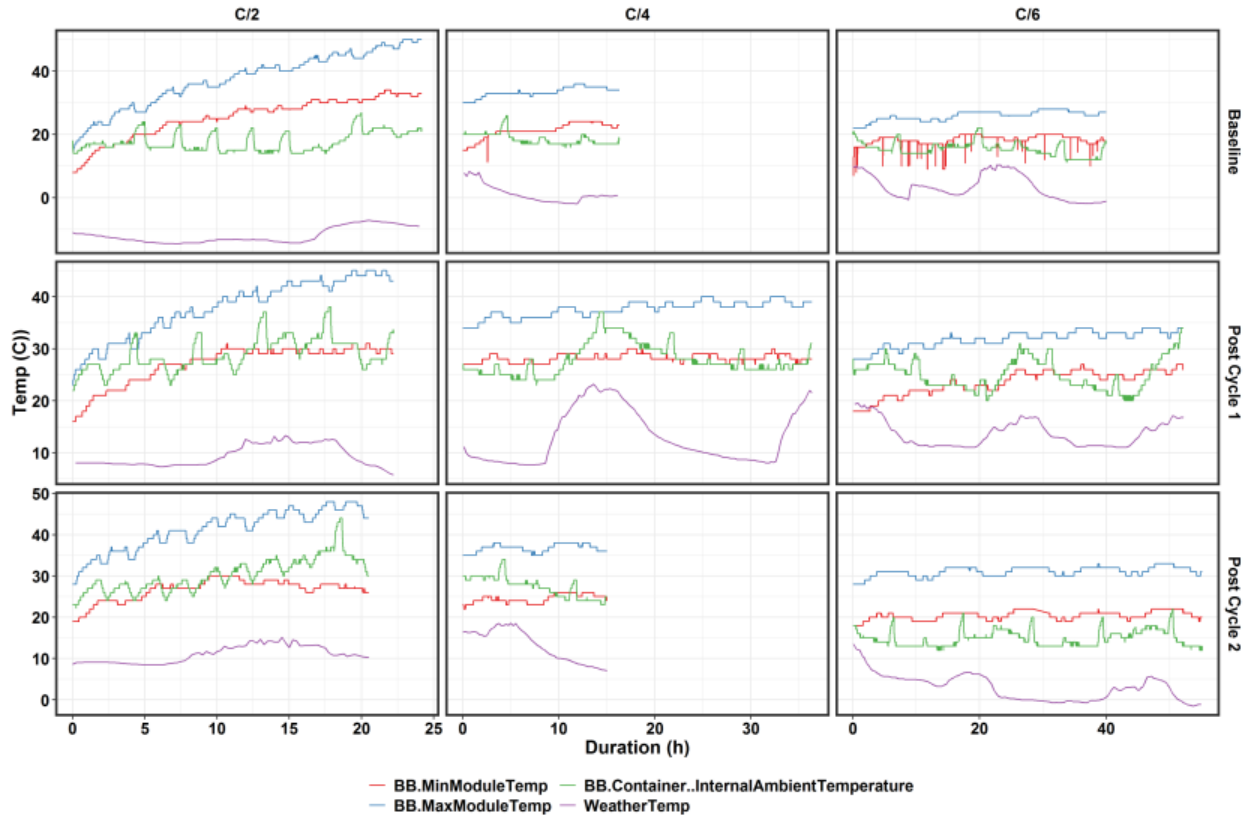 C/2 C/4 C/6
40
20
0
Baseline
40
30
20
10
Post Cycle 1
Temp (C))
50
40
30
20
10
0
Post Cycle 2
0 5 10 15 20 25 0 10 20 30 0 20 40
Duration (h)
BB.MinModuleTemp BB.Container..InternalAmbientTemperature
BB.MaxModuleTemp WeatherTemp